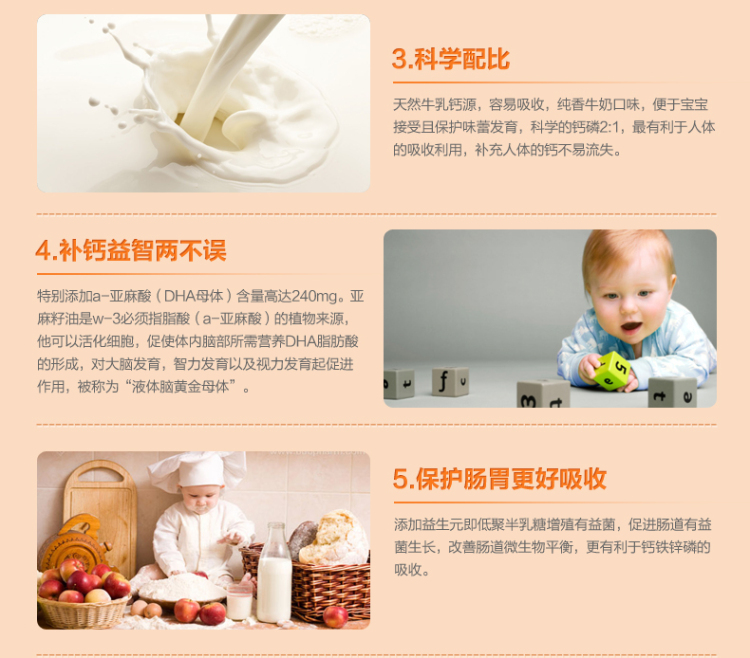 3.科学配比
天然牛乳钙源，容易吸收，纯香牛奶口味，便于宝宝
接受且保护味蕾发育，科学的钙磷2:1，最有利于人体
的吸收利用，补充人体的钙不易流失。
4.补钙益智两不误
特别添加a-亚麻酸（DHA母体）含量高达240mg。亚
麻籽油是w-3必须指脂酸（a-亚麻酸）的植物来源，
他可以活化细胞，促使体内脑部所需营养DHA脂肪酸
的形成，对大脑发育，智力发育以及视力发育起促进
作用，被称为“液体脑黄金母体”。
t
f
c
5
e
3
t
t
e
5.保护肠胃更好吸收
添加益生元即低聚半乳糖增殖有益菌，促进肠道有益
菌生长，改善肠道微生物平衡，更有利于钙铁锌磷的
吸收。